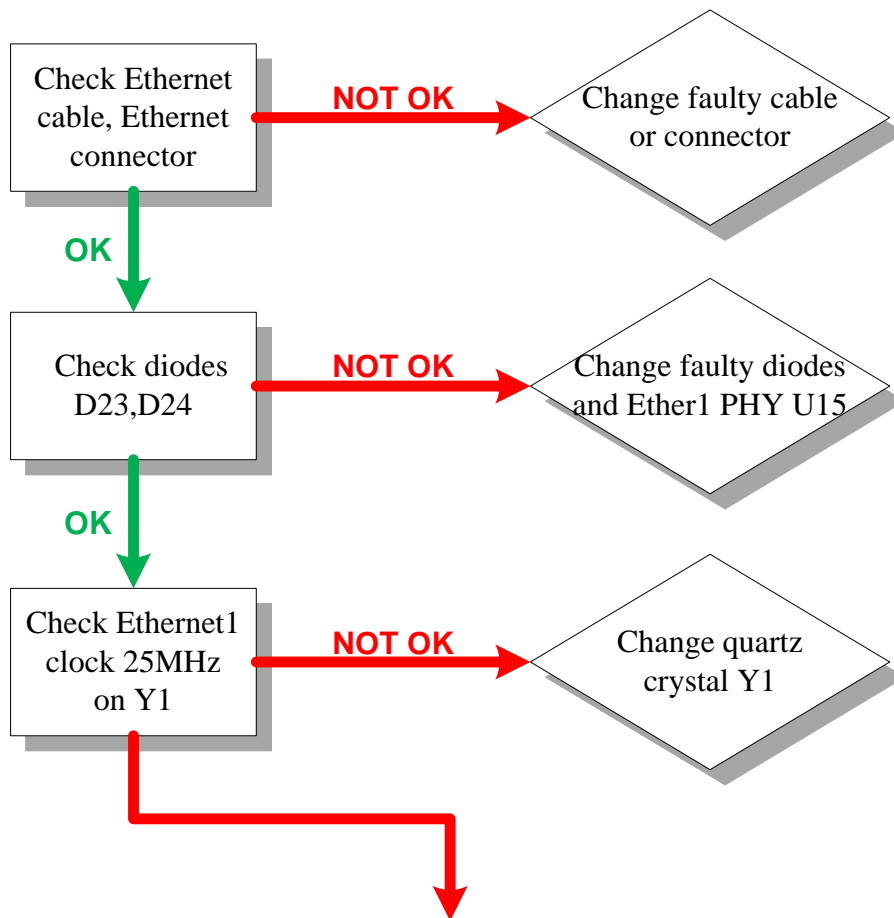 Check Ethernet
cable, Ethernet
connector
NOT OK
Change faulty cable
or connector
OK
Check diodes
D23,D24
NOT OK
Change faulty diodes
and Ether1 PHY U15
OK
Check Ethernet1
clock 25MHz
on Y1
NOT OK
Change quartz
crystal Y1